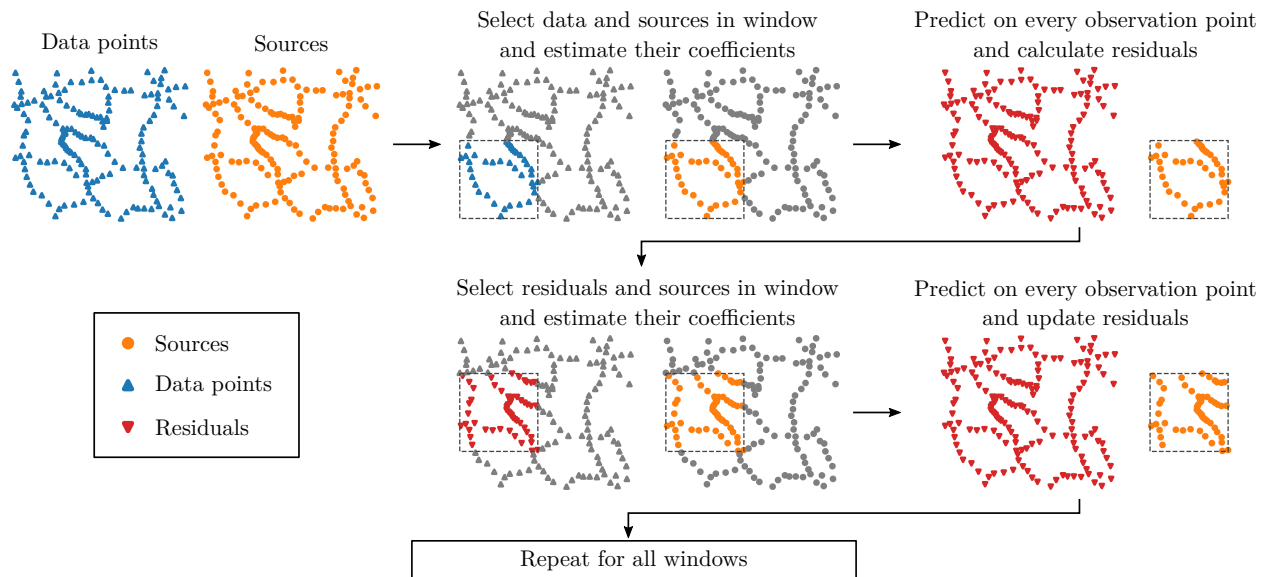 Data points
Sources
Select data and sources in window
and estimate their coefficients
Predict on every observation point
and calculate residuals
Select residuals and sources in window
and estimate their coefficients
Predict on every observation point
and update residuals
Sources
Data points
Residuals
Repeat for all windows